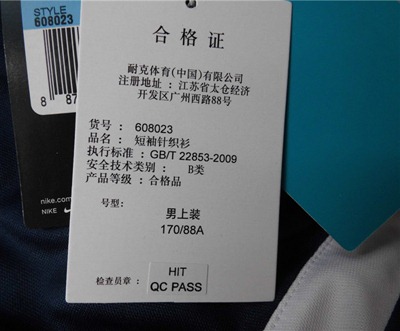 STYLE
608023
8
87
nike.com
NIKE
合格证
耐克体育(中国)有限公司
注册地址：江苏省太仓经济
开发区广州西路88号
货号：608023
品名：短袖针织衫
执行标准：GB/T 22853-2009
安全技术类别：B类
产品等级：合格品
号型：
男上装
170/88A
检查员章：
HIT
QC PASS